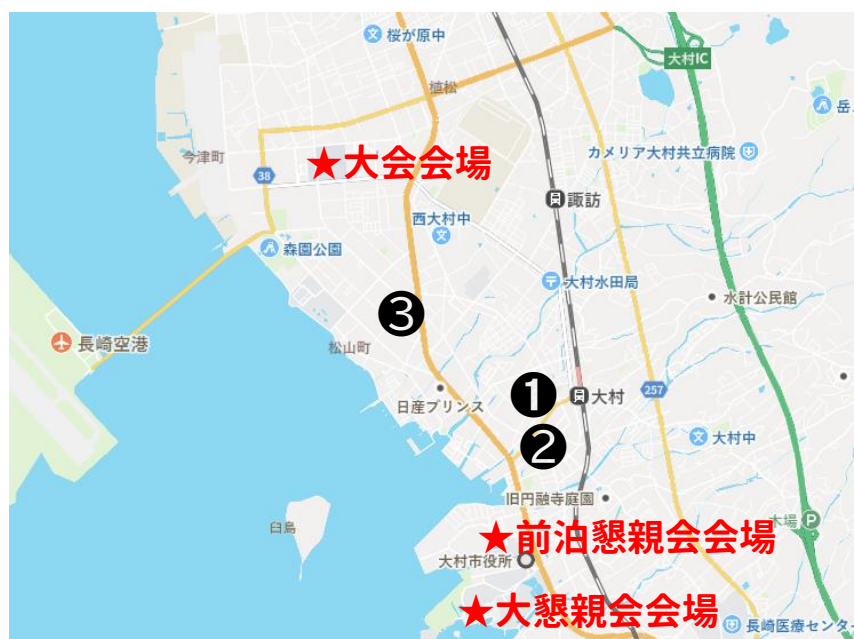 桜が原中
大村IC
植松
岳ノ
★大会会場
カメリア大村共立病院
今津町
38
諏訪
西大村中
森園公園
大村水田局
水計公民館
❸
長崎空港
松山町
❶
大村
257
日産プリンス
❷
大村中
旧円融寺庭園
木場 P
臼島
★前泊懇親会会場
大村市役所
★大懇親会会場
長崎医療センタ